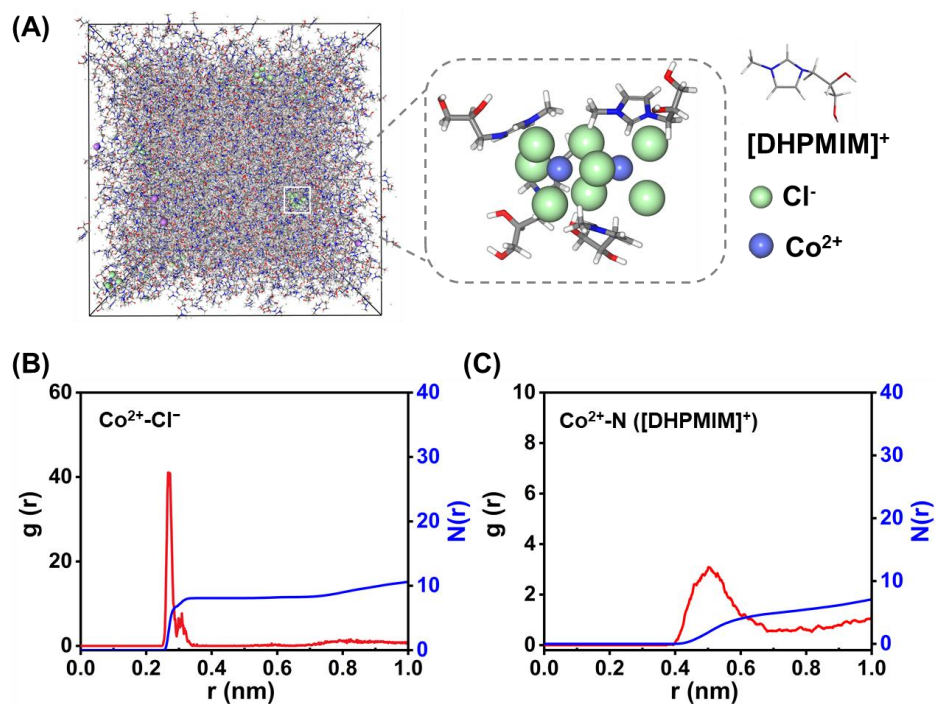 (A)
[DHPMIM]⁺
Cl⁻
Co²⁺
(B)
(C)
60
40
20
0
g (r)
Co²⁺-Cl⁻
40
30
20
10
0
N(r)
0.0 0.2 0.4 0.6 0.8 1.0
r (nm)
10
8
6
4
2
0
g (r)
Co²⁺-N ([DHPMIM]⁺)
40
30
20
10
0
N(r)
0.0 0.2 0.4 0.6 0.8 1.0
r (nm)